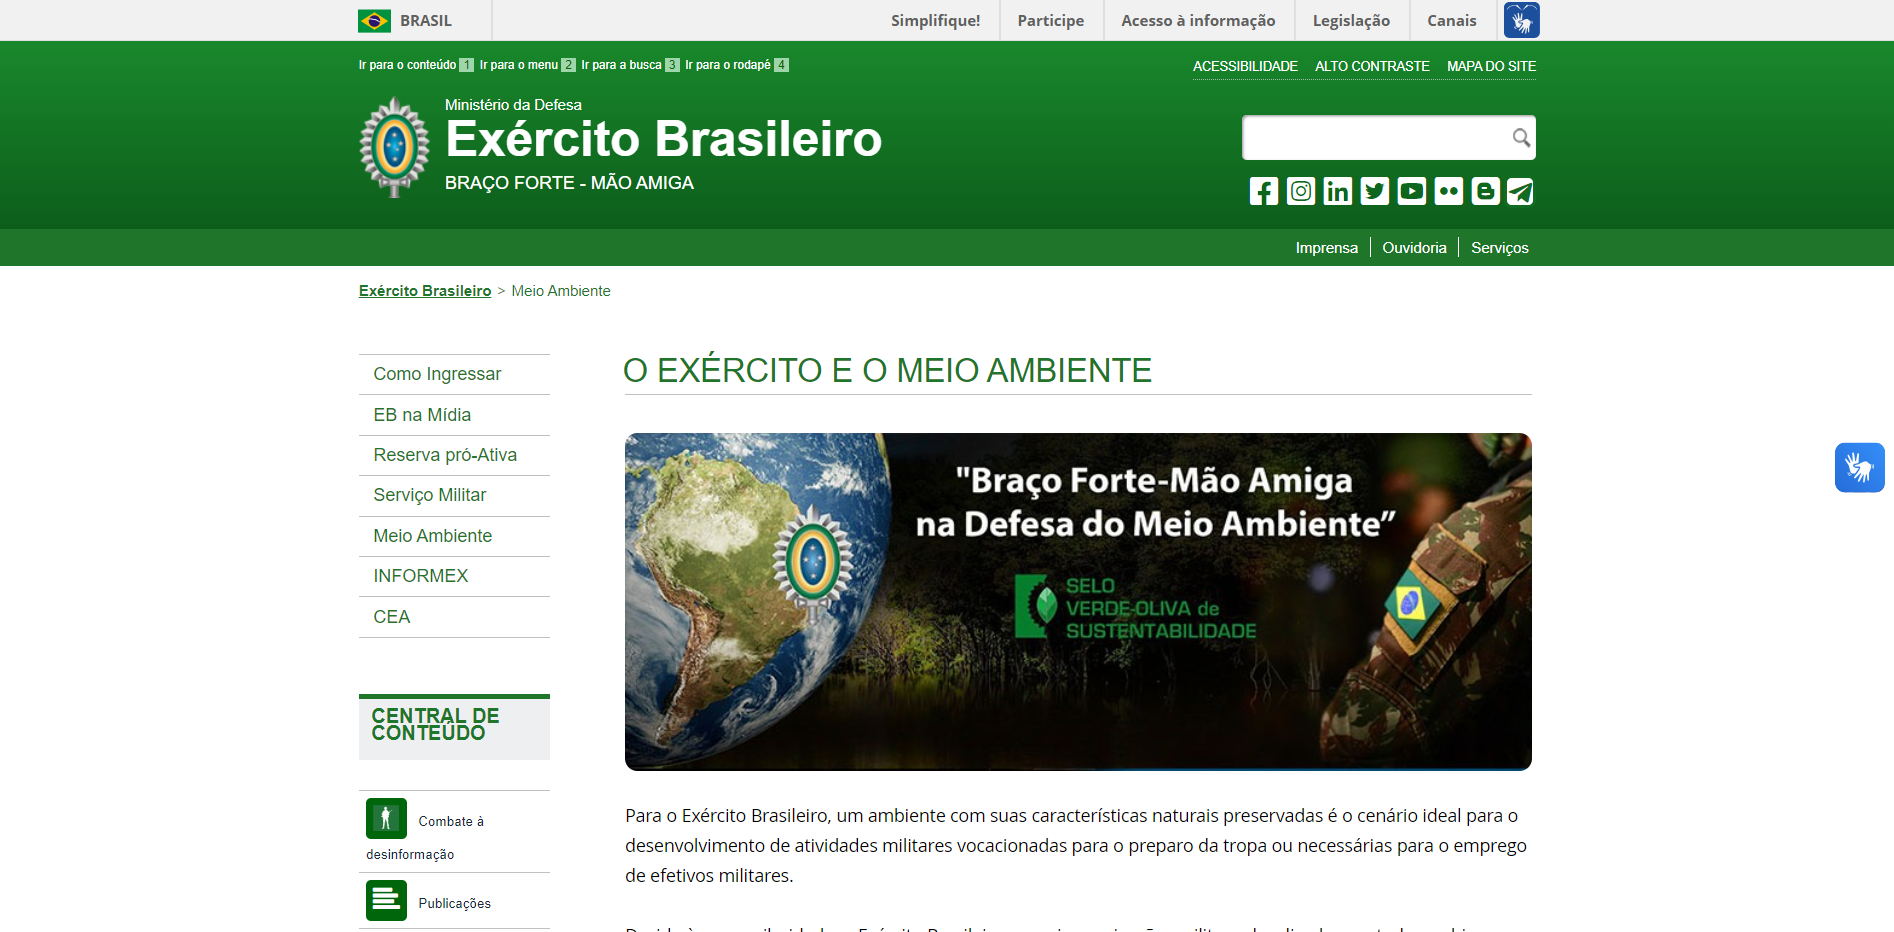 BRASIL
Simplifique!
Participe
Acesso à informação
Legislação
Canais
Ir para o conteúdo 1 Ir para o menu 2 Ir para a busca 3 Ir para o rodapé 4
ACESSIBILIDADE
ALTO CONTRASTE
MAPA DO SITE
Ministério da Defesa
Exército Brasileiro
BRAÇO FORTE - MÃO AMIGA
Imprensa
Ouvidoria
Serviços
Exército Brasileiro > Meio Ambiente
Como Ingressar
EB na Mídia
Reserva pró-Ativa
Serviço Militar
Meio Ambiente
INFORMEX
CEA
CENTRAL DE
CONTEÚDO
Combate à
desinformação
Publicações
O EXÉRCITO E O MEIO AMBIENTE
"Braço Forte-Mão Amiga
na Defesa do Meio Ambiente”
SELO
VERDE-OLIVA de
SUSTENTABILIDADE
Para o Exército Brasileiro, um ambiente com suas características naturais preservadas é o cenário ideal para o
desenvolvimento de atividades militares vocacionadas para o preparo da tropa ou necessárias para o emprego
de efetivos militares.